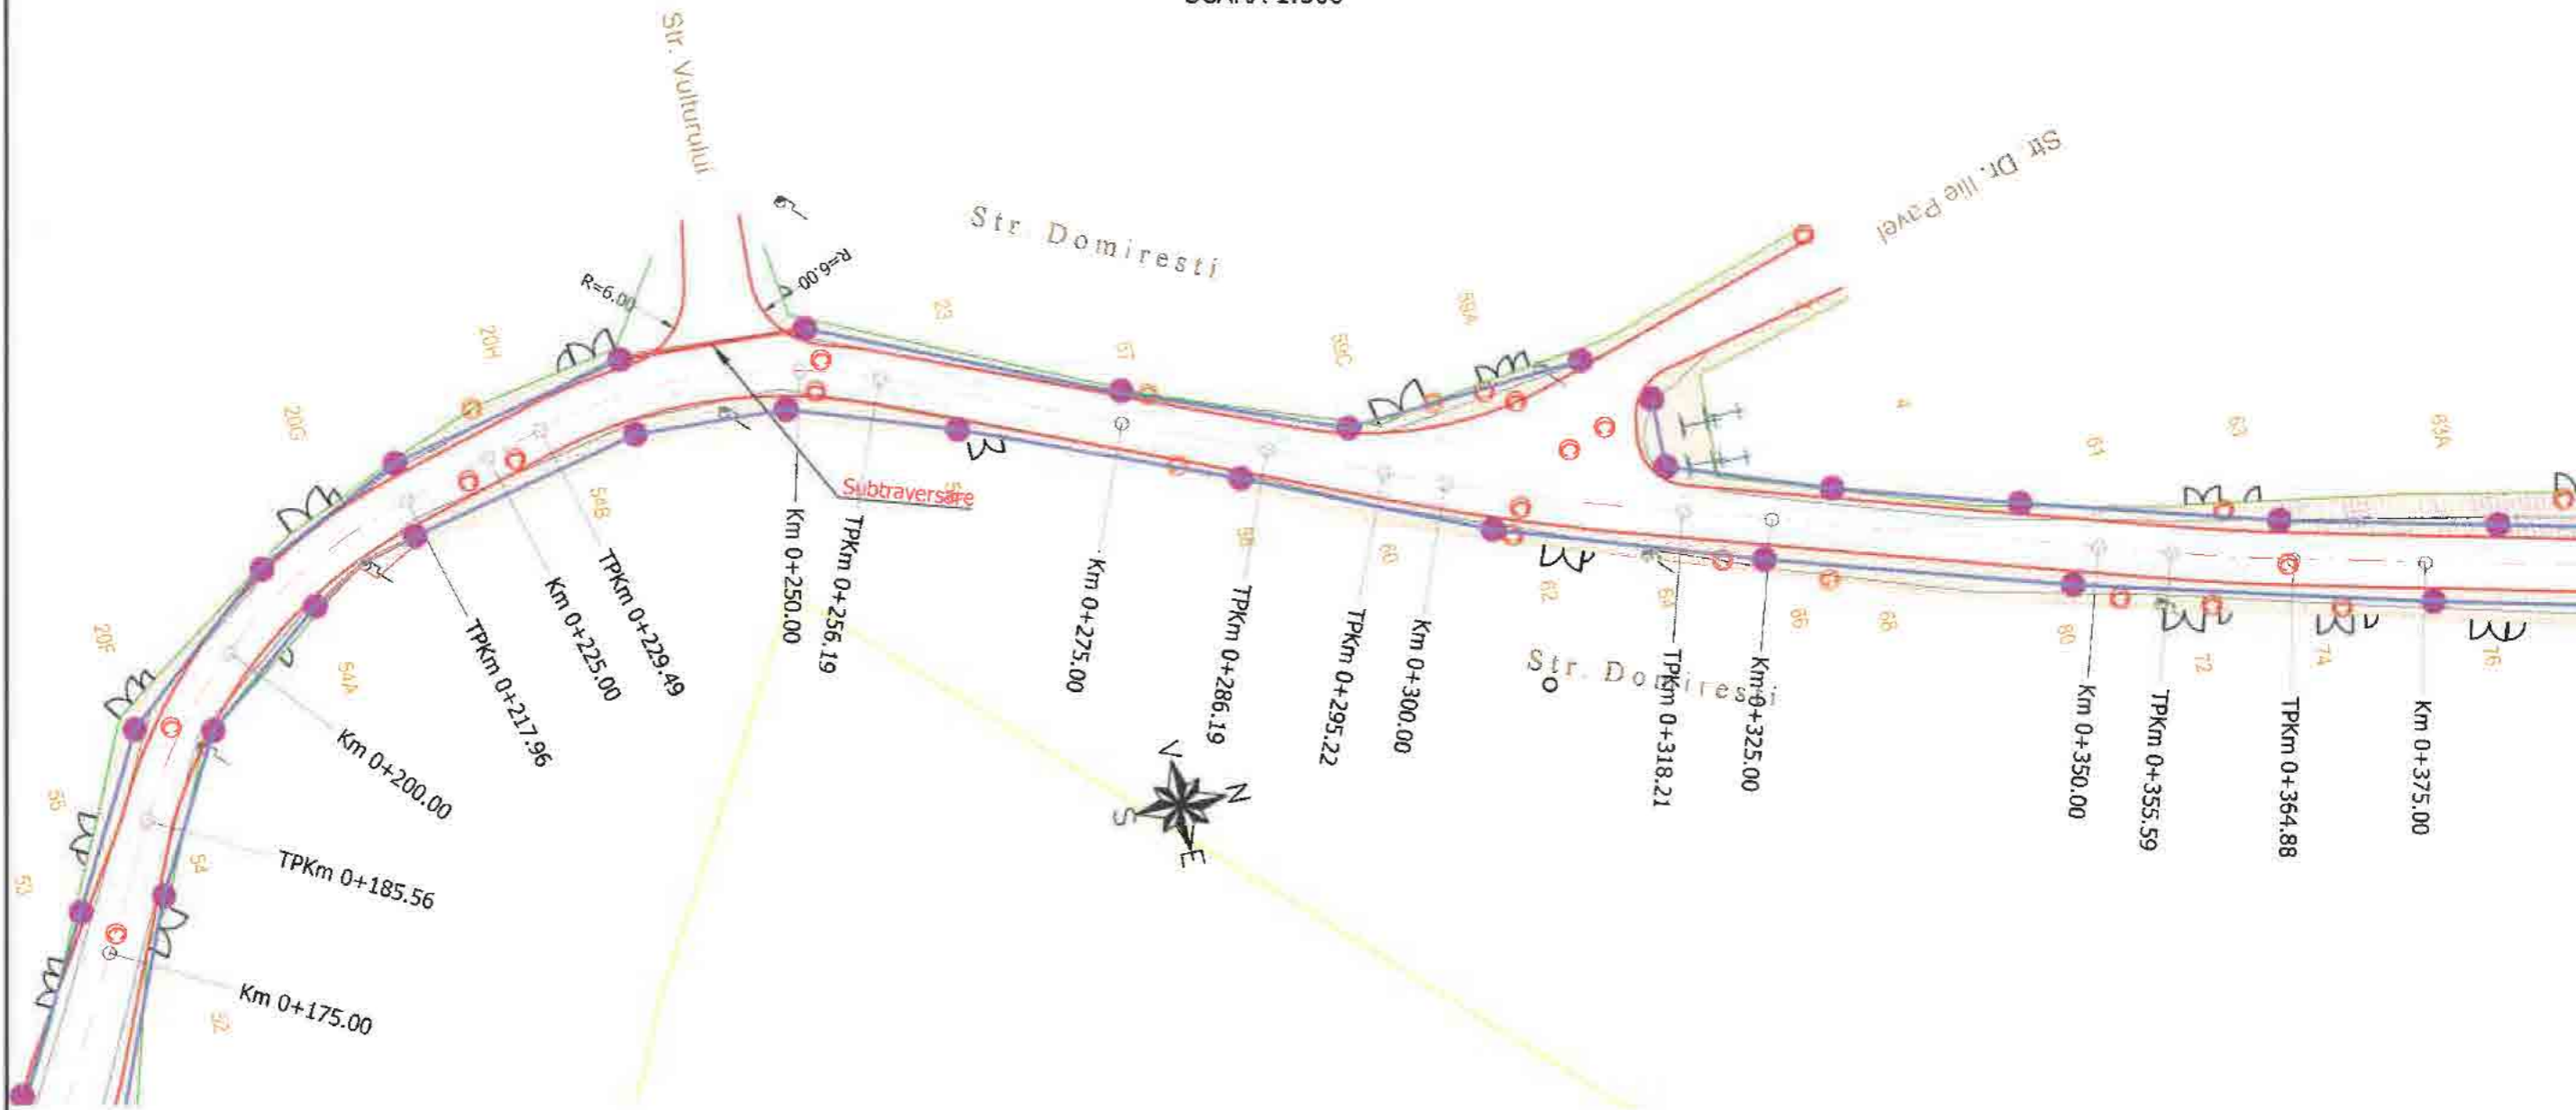 Str. Vulturului
R=6.00
R=6.00
Str. Domiresti
Str. Dr. Ilie Pavel
20H
23
57
59C
59A
4
61
63
63A
20G
20F
55
53
54B
54A
54
52
58
60
62
64
66
68
80
72
74
76
Subtraversare
Str. Domiresti
Km 0+175.00
TPKm 0+185.56
Km 0+200.00
TPKm 0+217.96
Km 0+225.00
TPKm 0+229.49
Km 0+250.00
TPKm 0+256.19
Km 0+275.00
TPKm 0+286.19
TPKm 0+295.22
Km 0+300.00
TPKm 0+318.21
Km 0+325.00
Km 0+350.00
TPKm 0+355.59
TPKm 0+364.88
Km 0+375.00
V
N
S
E